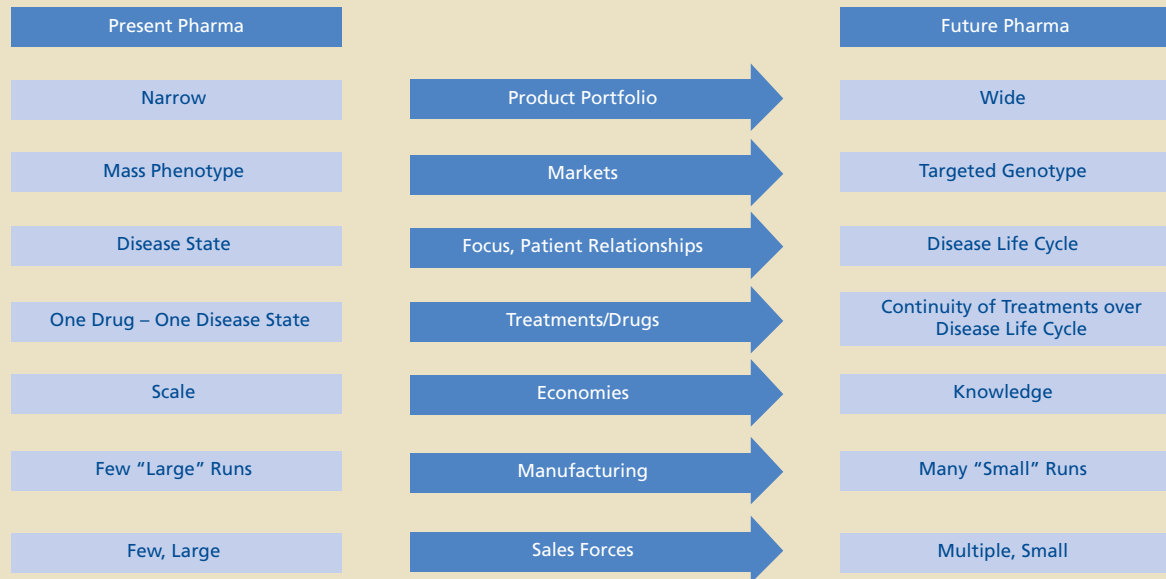 Present Pharma
Future Pharma
Narrow
Product Portfolio
Wide
Mass Phenotype
Markets
Targeted Genotype
Disease State
Focus, Patient Relationships
Disease Life Cycle
One Drug – One Disease State
Treatments/Drugs
Continuity of Treatments over
Disease Life Cycle
Scale
Economies
Knowledge
Few “Large” Runs
Manufacturing
Many “Small” Runs
Few, Large
Sales Forces
Multiple, Small